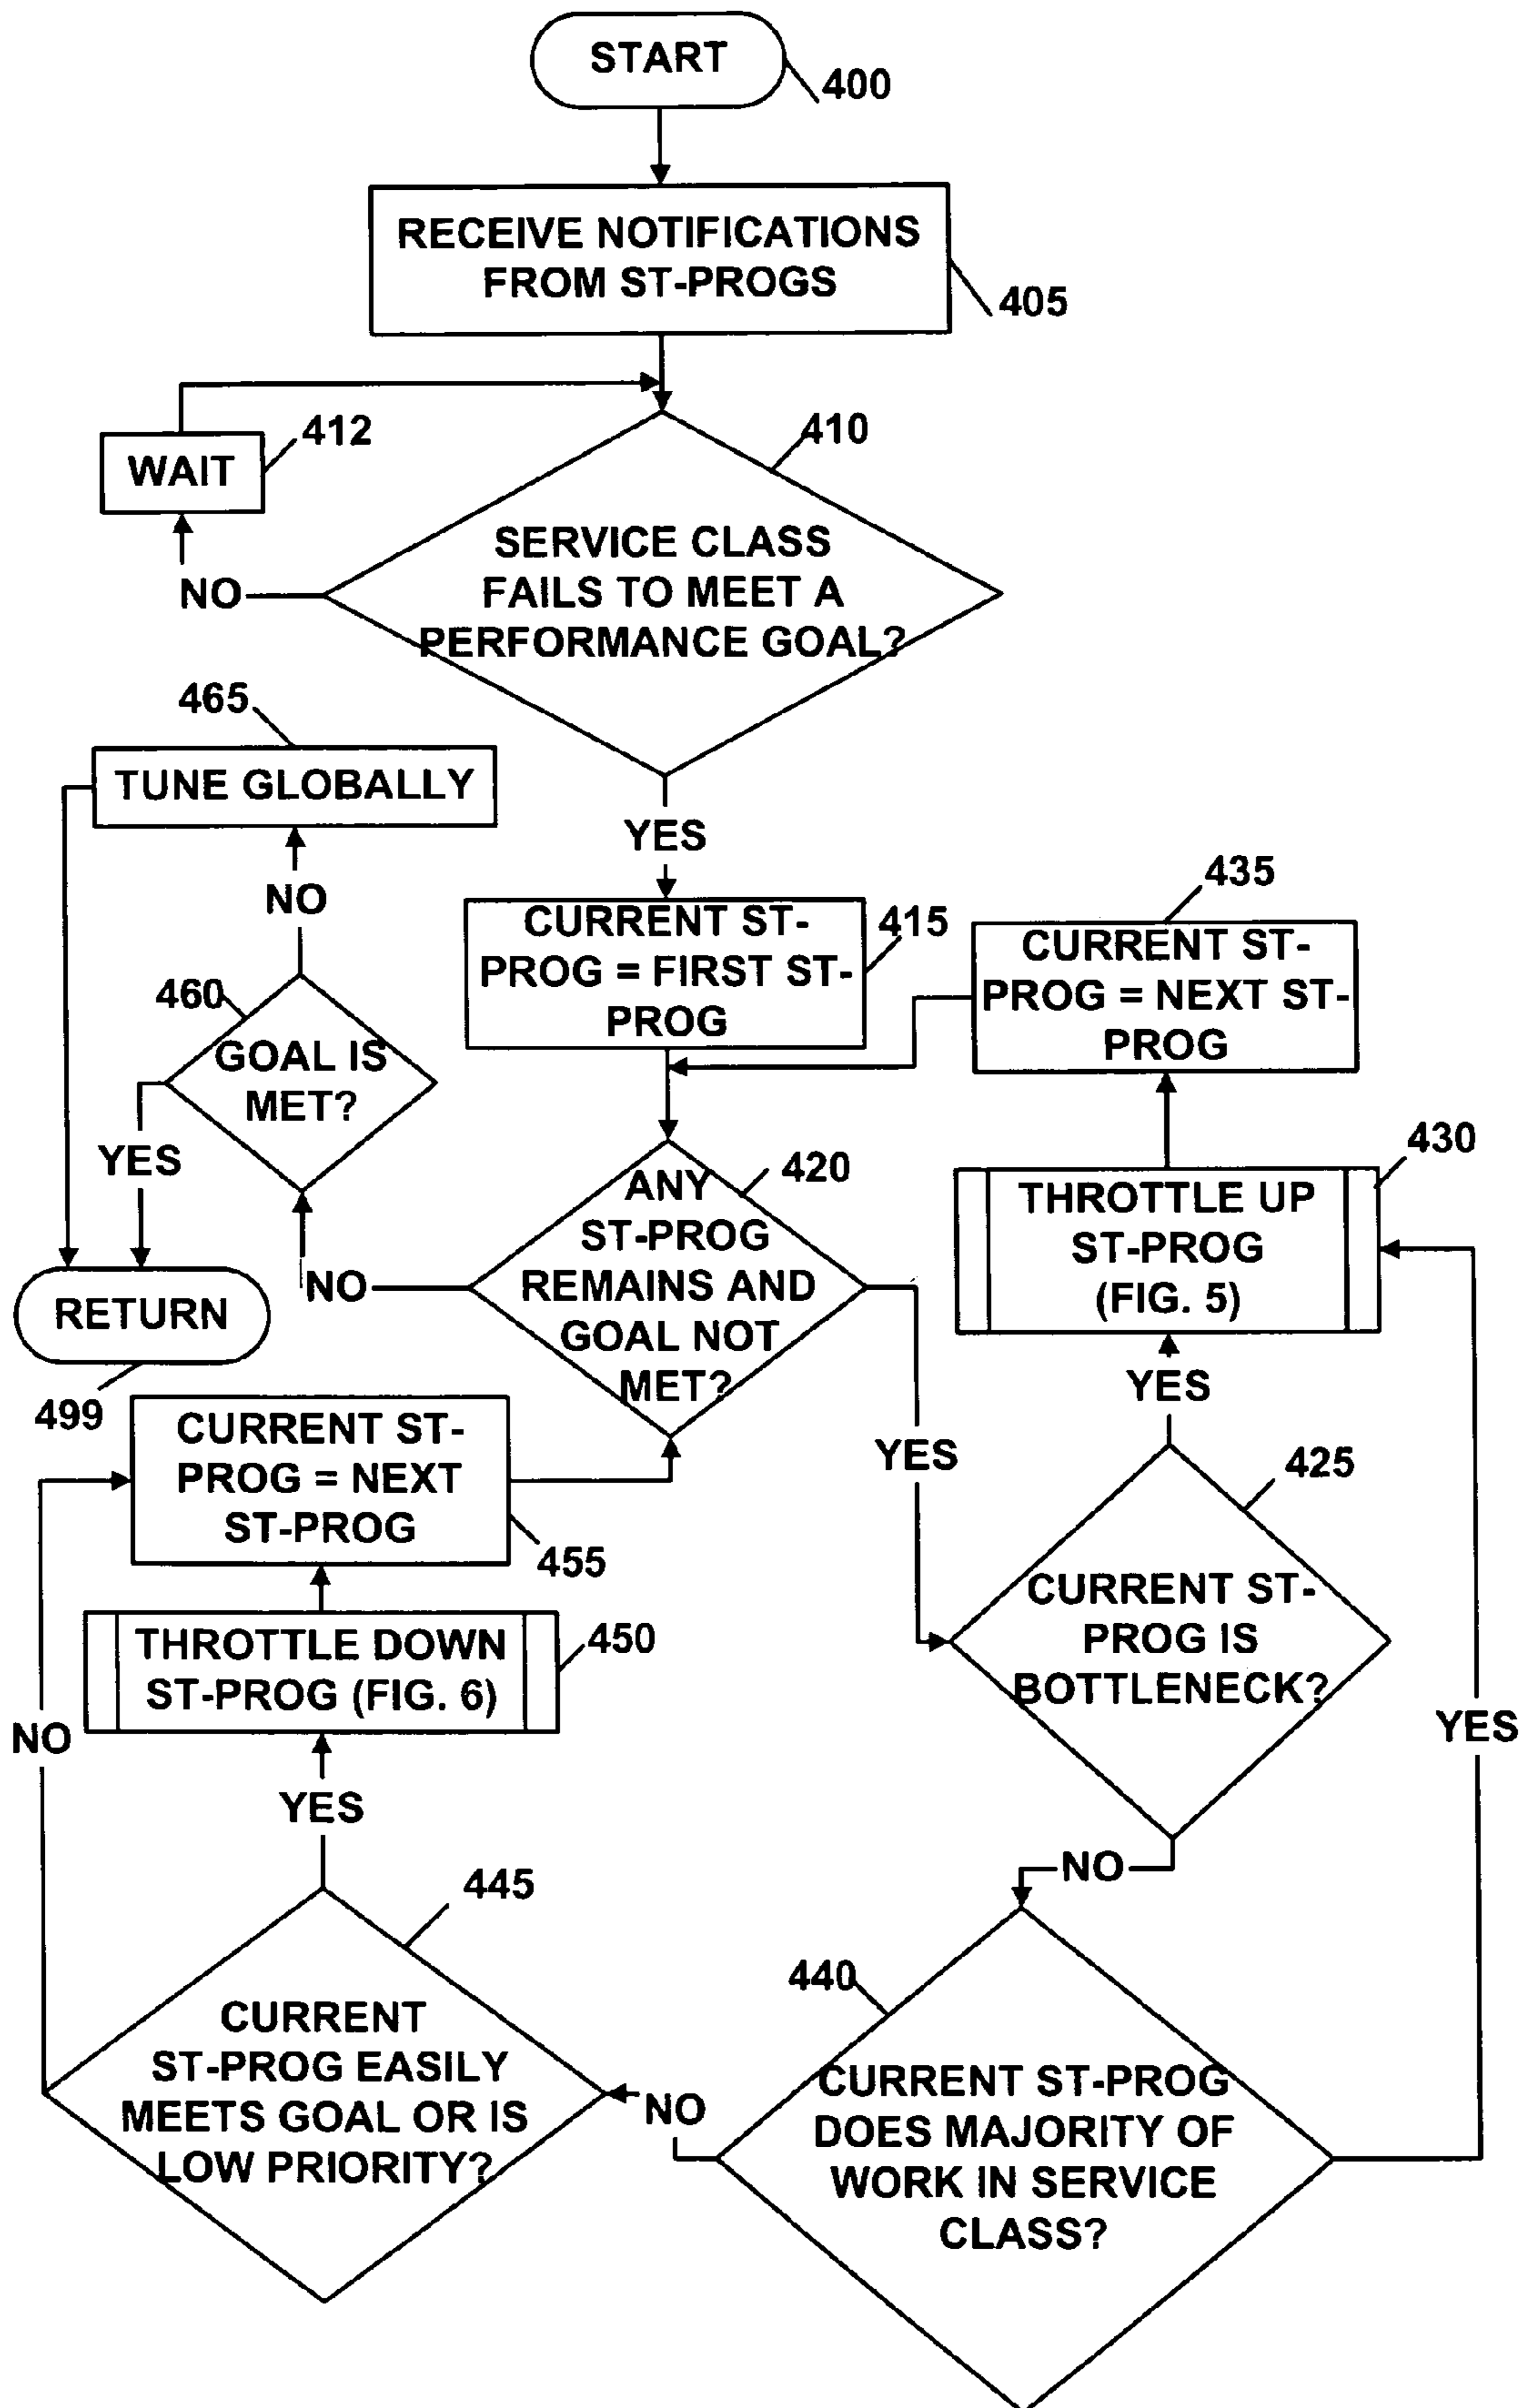 START
400
RECEIVE NOTIFICATIONS
FROM ST-PROGS
405
412
WAIT
NO
410
SERVICE CLASS
FAILS TO MEET A
PERFORMANCE GOAL?
YES
465
TUNE GLOBALLY
NO
460
GOAL IS
MET?
YES
RETURN
499
CURRENT ST-
PROG = FIRST ST-
PROG
415
435
CURRENT ST-
PROG = NEXT ST-
PROG
420
ANY
ST-PROG
REMAINS AND
GOAL NOT
MET?
NO
YES
430
THROTTLE UP
ST-PROG
(FIG. 5)
YES
425
CURRENT ST-
PROG IS
BOTTLENECK?
NO
YES
CURRENT ST-
PROG = NEXT
ST-PROG
455
THROTTLE DOWN
ST-PROG (FIG. 6)
450
NO
YES
445
CURRENT
ST-PROG EASILY
MEETS GOAL OR IS
LOW PRIORITY?
NO
440
CURRENT ST-PROG
DOES MAJORITY OF
WORK IN SERVICE
CLASS?